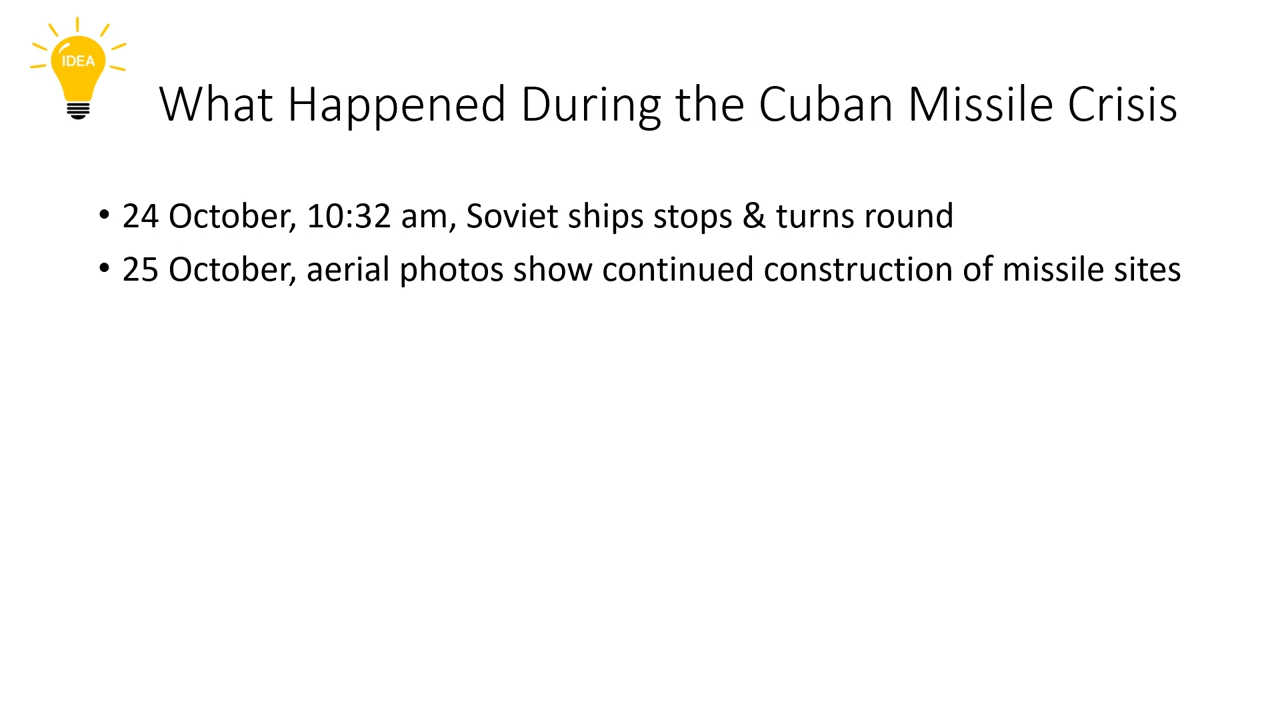 IDEA
What Happened During the Cuban Missile Crisis
• 24 October, 10:32 am, Soviet ships stops & turns round
• 25 October, aerial photos show continued construction of missile sites